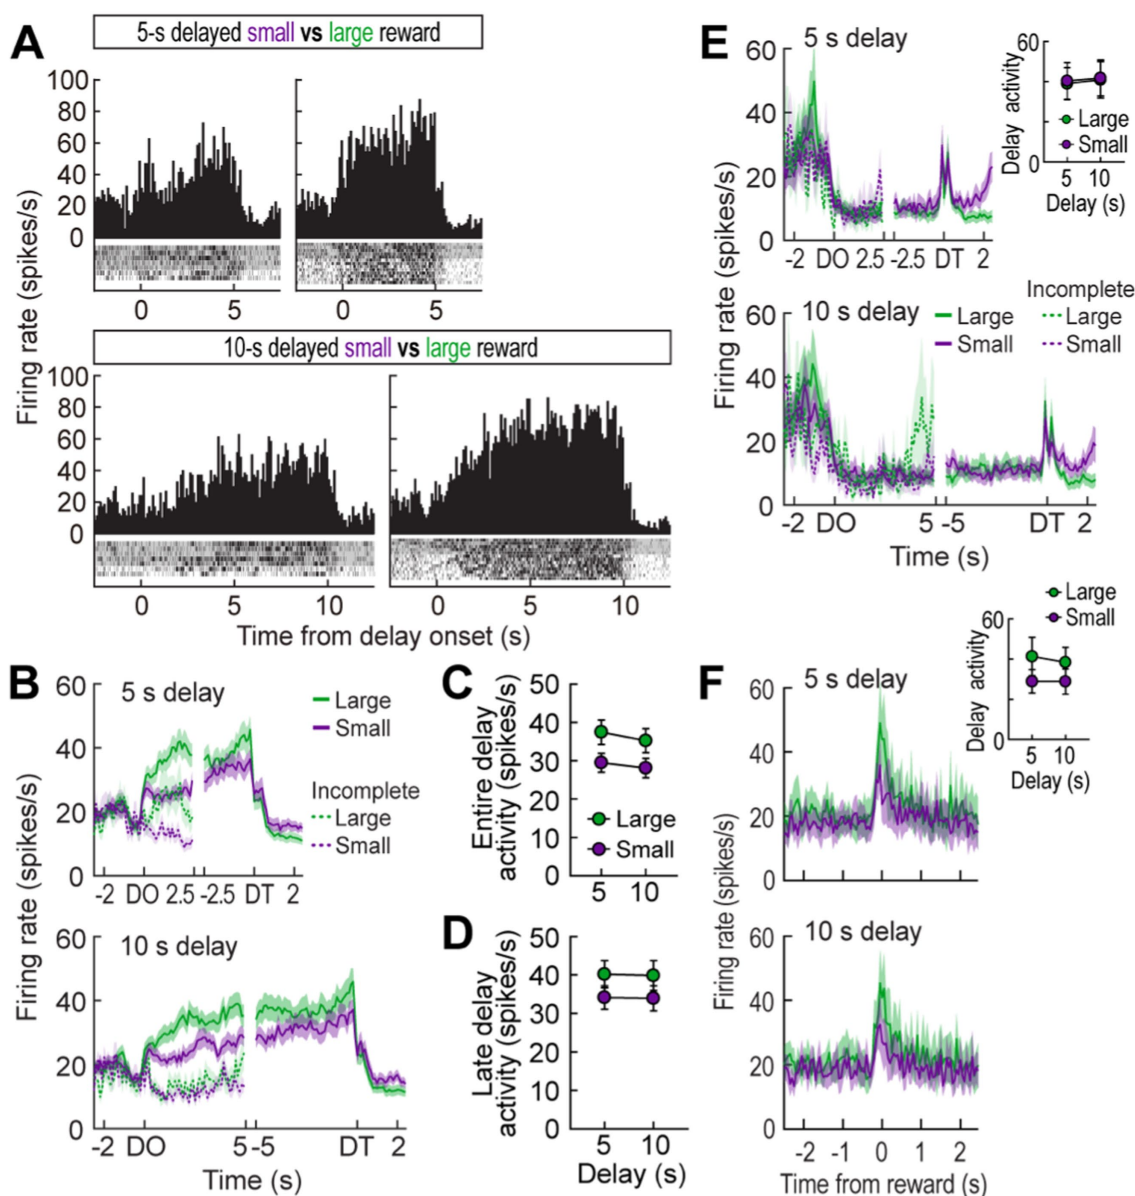 A
5-s delayed small vs large reward
Firing rate (spikes/s)
100
80
60
40
20
0
0 5
0 5
10-s delayed small vs large reward
100
80
60
40
20
0
0 5 10
0 5 10
Time from delay onset (s)
B
5 s delay
Large
Small
Incomplete
Large
Small
Firing rate (spikes/s)
60
40
20
0
-2 DO 2.5 -2.5 DT 2
10 s delay
60
40
20
0
-2 DO 5 -5 DT 2
Time (s)
C
Entire delay
activity (spikes/s)
50
40
30
20
10
0
Large
Small
5 10
D
Late delay
activity (spikes/s)
50
40
30
20
10
0
5 10
Delay (s)
E
5 s delay
Firing rate (spikes/s)
60
40
20
0
-2 DO 2.5 -2.5 DT 2
Delay activity
60
0
Large
Small
5 10
Delay (s)
10 s delay
Large
Small
Incomplete
Large
Small
60
40
20
0
-2 DO 5 -5 DT 2
Time (s)
F
5 s delay
Firing rate (spikes/s)
60
40
20
0
Large
Small
Delay activity
60
0
5 10
Delay (s)
10 s delay
60
40
20
0
-2 -1 0 1 2
Time from reward (s)